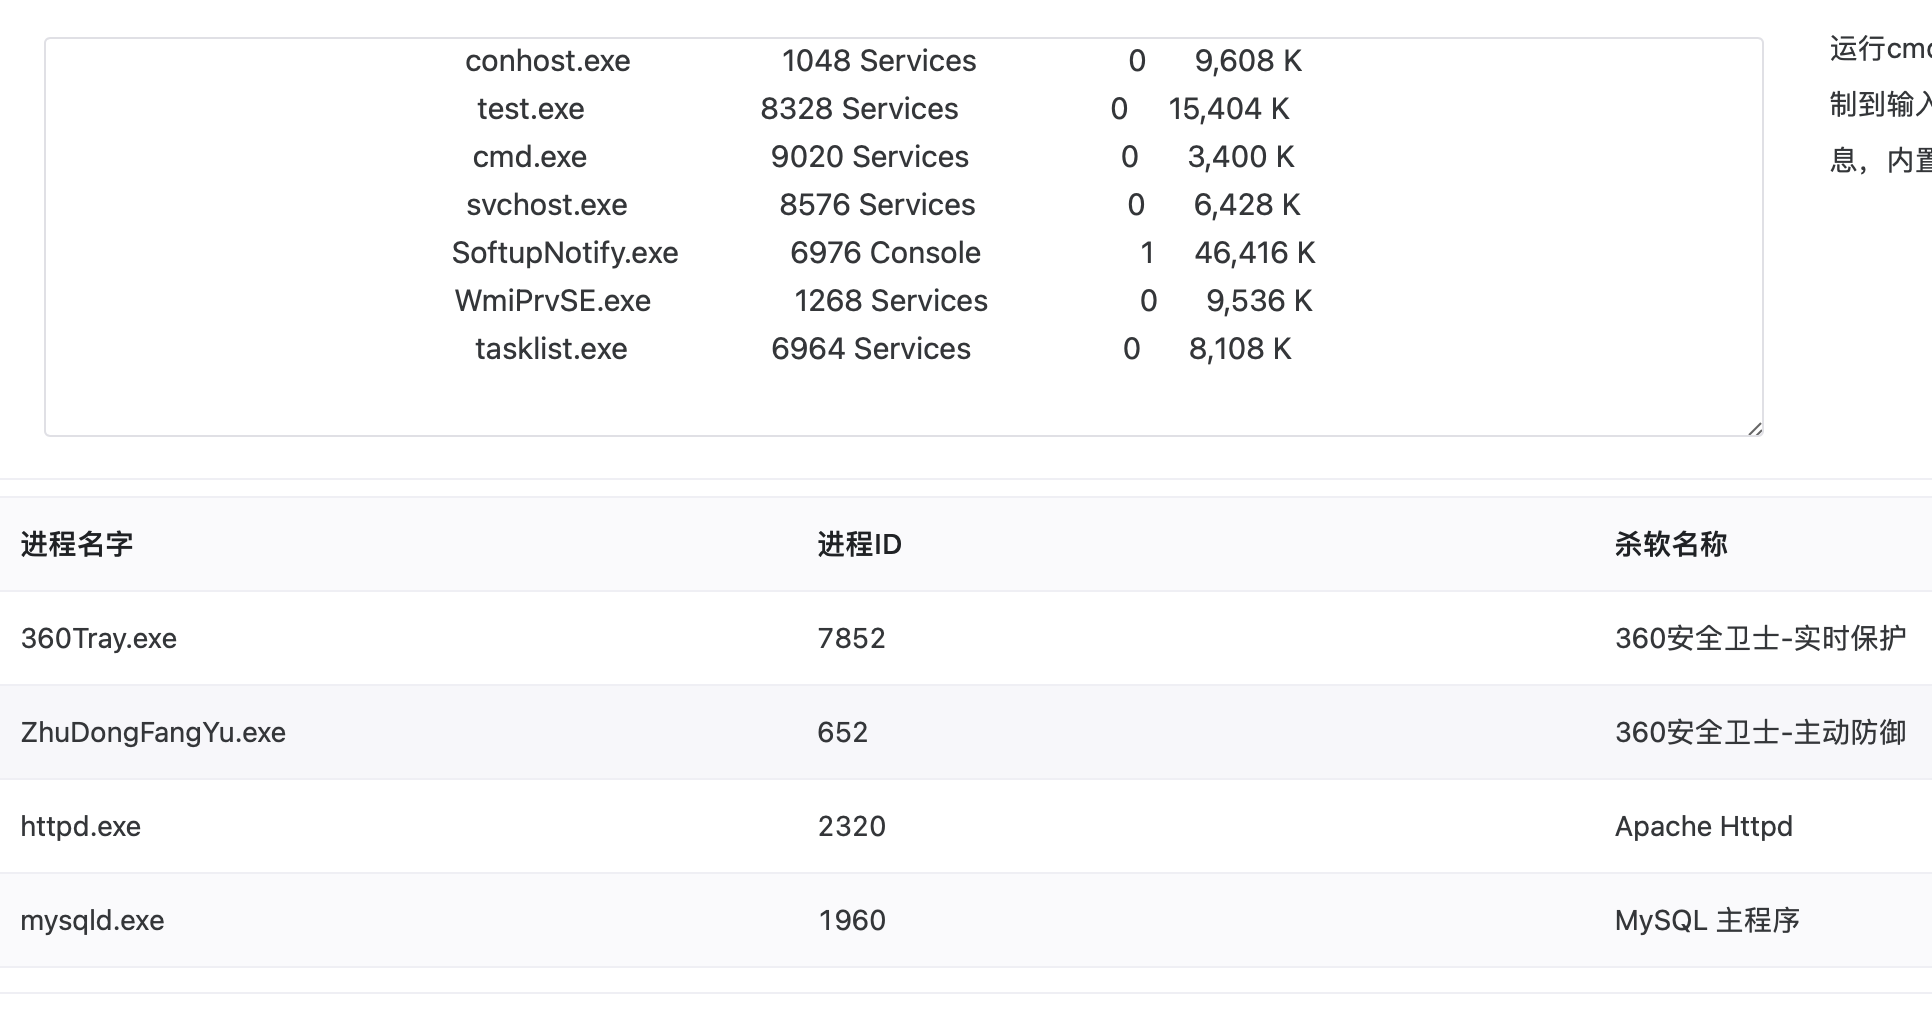 conhost.exe 1048 Services 0 9,608 K
test.exe 8328 Services 0 15,404 K
cmd.exe 9020 Services 0 3,400 K
svchost.exe 8576 Services 0 6,428 K
SoftupNotify.exe 6976 Console 1 46,416 K
WmiPrvSE.exe 1268 Services 0 9,536 K
tasklist.exe 6964 Services 0 8,108 K
运行cm
制到输入
息，内置
进程名字 进程ID 杀软名称
360Tray.exe 7852 360安全卫士-实时保护
ZhuDongFangYu.exe 652 360安全卫士-主动防御
httpd.exe 2320 Apache Httpd
mysqld.exe 1960 MySQL 主程序